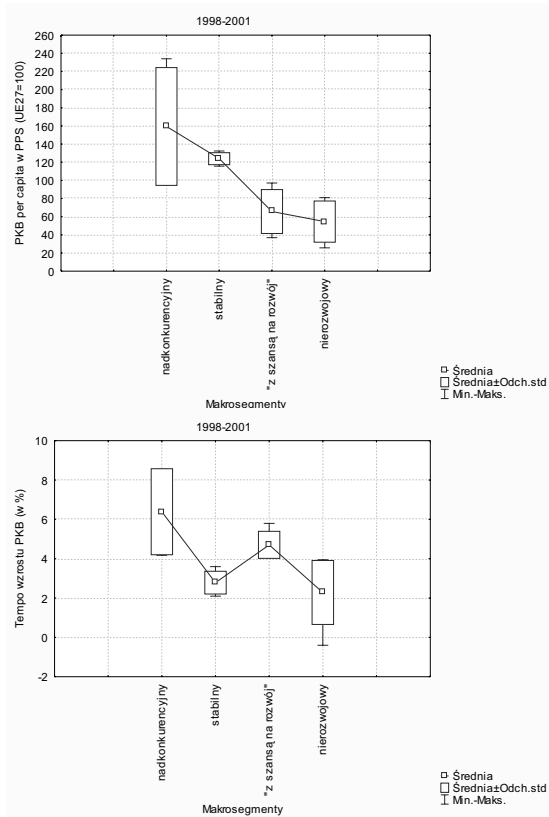 1998-2001
PKB per capita w PPS (UE27=100)
260
240
220
200
180
160
140
120
100
80
60
40
20
0
nadkonkurencyjny
stabilny
"z szansą na rozwój"
nierozwojowy
Makrosegmenty
Średnia
Średnia±Odch.std
Min.-Maks.
1998-2001
Tempo wzrostu PKB (w %)
10
8
6
4
2
0
-2
nadkonkurencyjny
stabilny
"z szansą na rozwój"
nierozwojowy
Makrosegmenty
Średnia
Średnia±Odch.std
Min.-Maks.